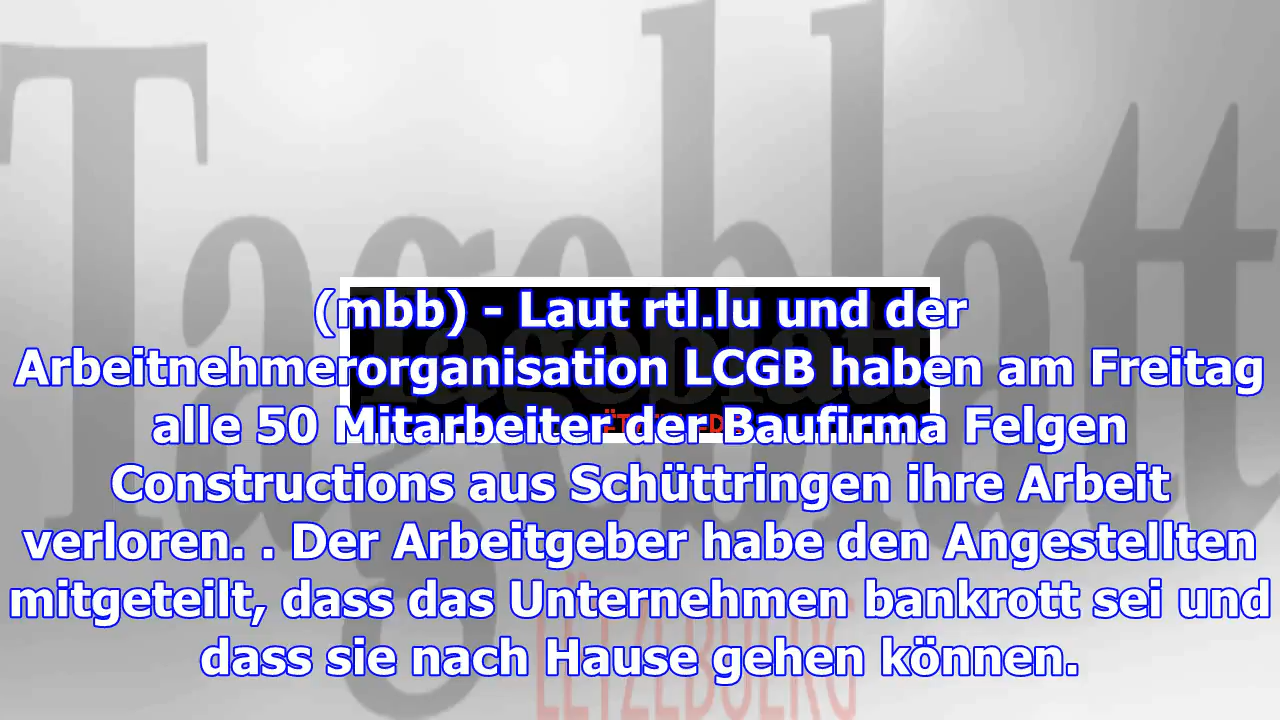 Tageblatt
LËTZEBUERG
(mbb) - Laut rtl.lu und der
Arbeitnehmerorganisation LCGB haben am Freitag
alle 50 Mitarbeiter der Baufirma Felgen
Constructions aus Schüttringen ihre Arbeit
verloren. . Der Arbeitgeber habe den Angestellten
mitgeteilt, dass das Unternehmen bankrott sei und
dass sie nach Hause gehen können.